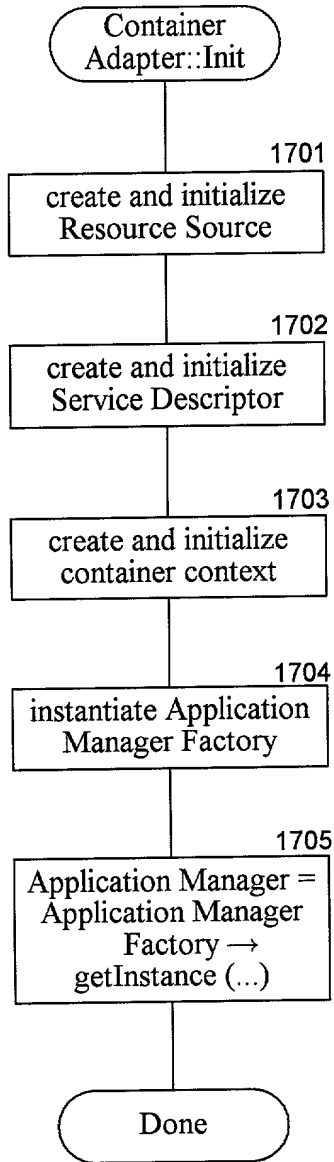 Container
Adapter::Init
1701
create and initialize
Resource Source
1702
create and initialize
Service Descriptor
1703
create and initialize
container context
1704
instantiate Application
Manager Factory
1705
Application Manager =
Application Manager
Factory →
getInstance (...)
Done